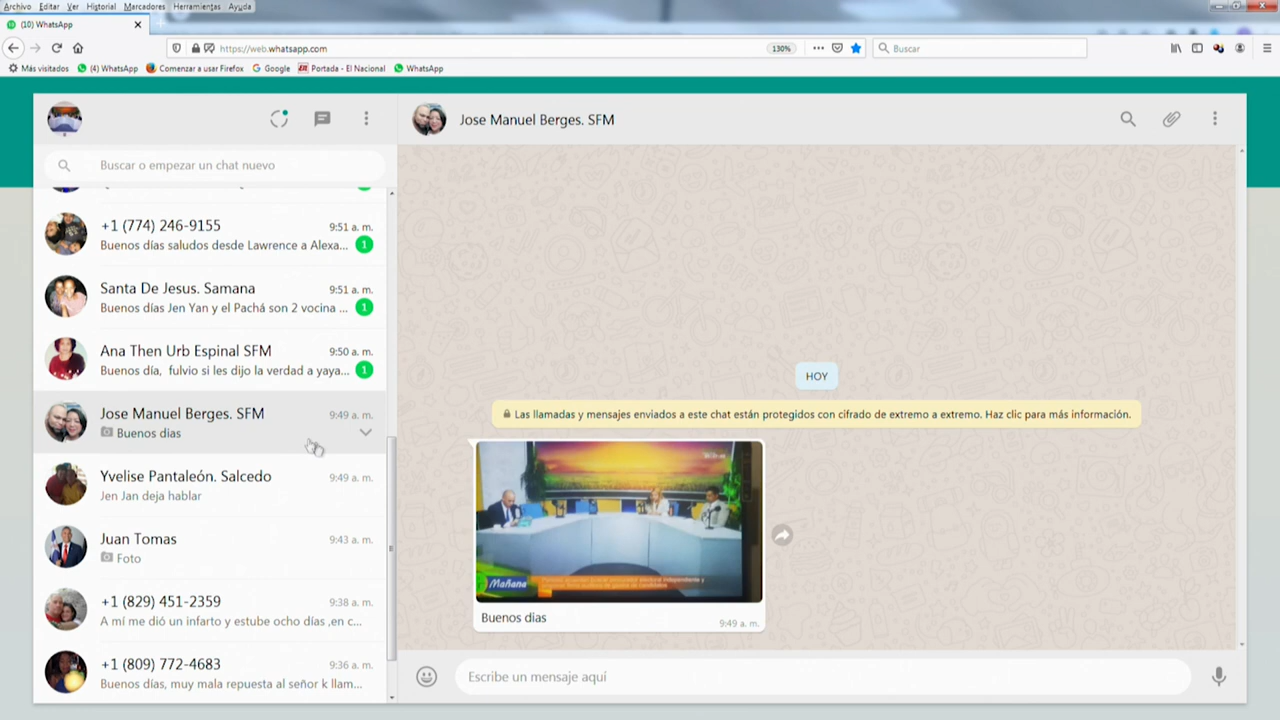 Archivo Editar Ver Historial Marcadores Herramientas Ayuda
(10) WhatsApp
https://web.whatsapp.com
130%
Buscar
Más visitados (4) WhatsApp Comenzar a usar Firefox Google Portada - El Nacional WhatsApp
Jose Manuel Berges. SFM
Buscar o empezar un chat nuevo
+1 (774) 246-9155 9:51 a. m.
Buenos días saludos desde Lawrence a Alexa... 1
Santa De Jesus. Samana 9:51 a. m.
Buenos días Jen Yan y el Pachá son 2 vocina ... 1
Ana Then Urb Espinal SFM 9:50 a. m.
Buenos día, fulvio si les dijo la verdad a yaya... 1
Jose Manuel Berges. SFM 9:49 a. m.
Buenos dias
Yvelise Pantaleón. Salcedo 9:49 a. m.
Jen Jan deja hablar
Juan Tomas 9:43 a. m.
Foto
+1 (829) 451-2359 9:38 a. m.
A mí me dió un infarto y estube ocho días ,en c...
+1 (809) 772-4683 9:36 a. m.
Buenos días, muy mala repuesta al señor k llam...
HOY
Las llamadas y mensajes enviados a este chat están protegidos con cifrado de extremo a extremo. Haz clic para más información.
Mañana
Buenos dias
9:49 a. m.
Escribe un mensaje aquí